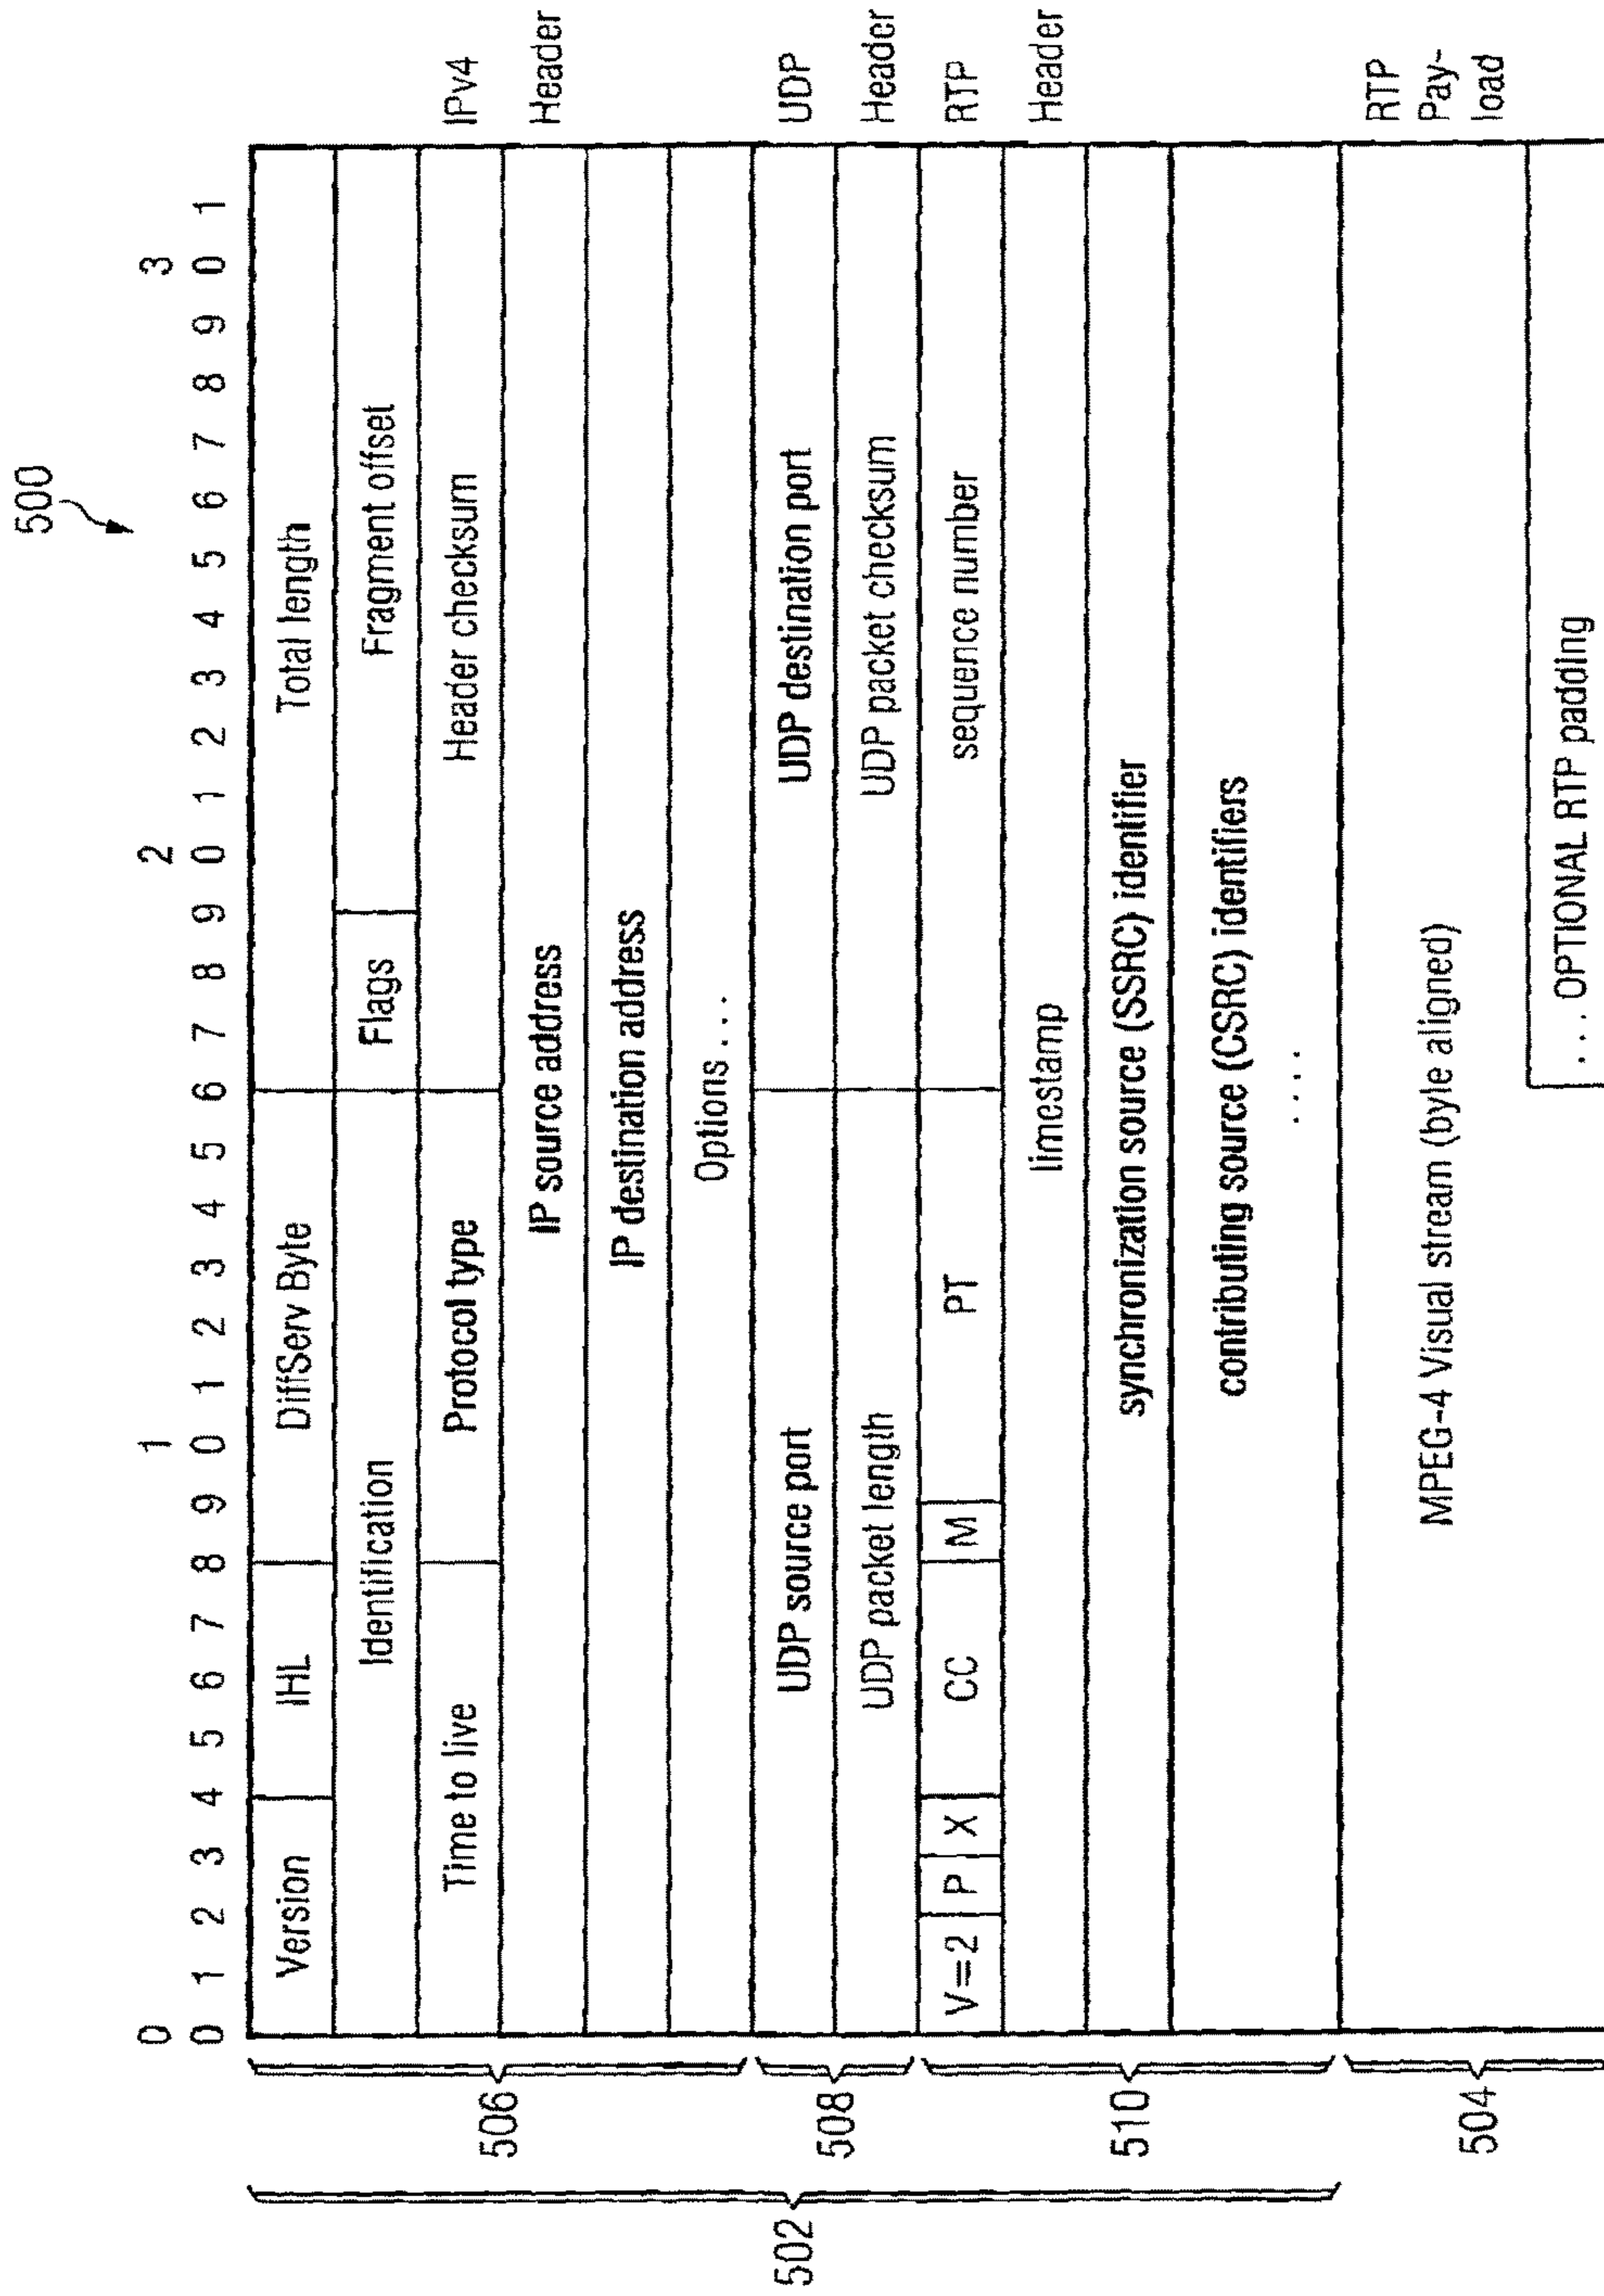 500
0 1 2 3
0 1 2 3 4 5 6 7 8 9 0 1 2 3 4 5 6 7 8 9 0 1 2 3 4 5 6 7 8 9 0 1
Version IHL DiffServ Byte Total length
Identification Flags Fragment offset
Time to live Protocol type Header checksum
IPv4
IP source address
Header
IP destination address
Options...
506
UDP source port UDP destination port
UDP
UDP packet length UDP packet checksum
Header
508
502
V=2 P X CC M PT sequence number
RTP
limestamp
Header
synchronization source (SSRC) identifier
510
contributing source (CSRC) identifiers
....
RTP
MPEG-4 Visual stream (byle aligned)
Pay-
load
504
... OPTIONAL RTP padding